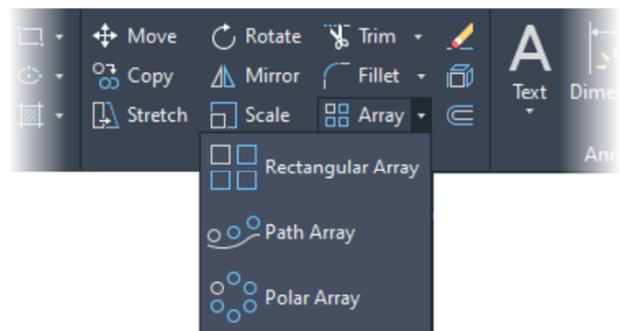 Move Rotate Trim
Copy Mirror Fillet
Stretch Scale Array
A
Text
Rectangular Array
Path Array
Polar Array